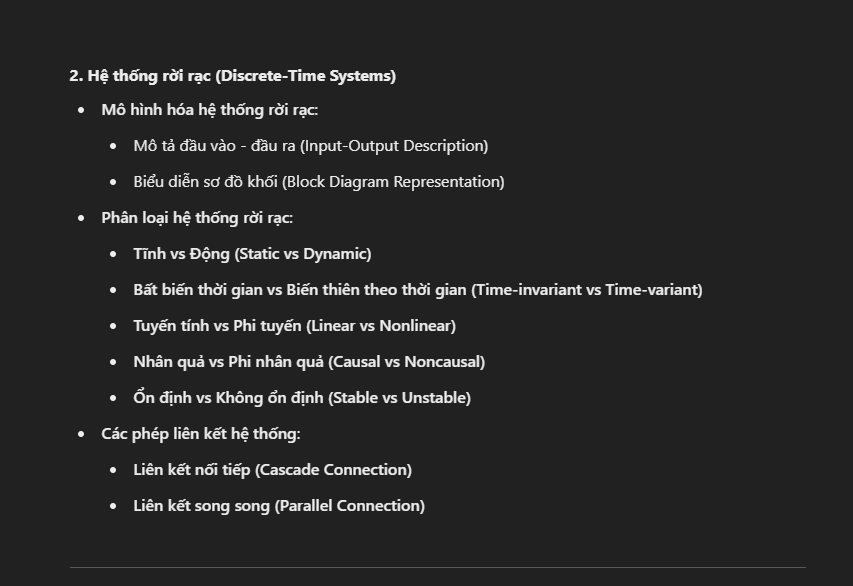 2. Hệ thống rời rạc (Discrete-Time Systems)
Mô hình hóa hệ thống rời rạc:
Mô tả đầu vào - đầu ra (Input-Output Description)
Biểu diễn sơ đồ khối (Block Diagram Representation)
Phân loại hệ thống rời rạc:
Tĩnh vs Động (Static vs Dynamic)
Bất biến thời gian vs Biến thiên theo thời gian (Time-invariant vs Time-variant)
Tuyến tính vs Phi tuyến (Linear vs Nonlinear)
Nhân quả vs Phi nhân quả (Causal vs Noncausal)
Ổn định vs Không ổn định (Stable vs Unstable)
Các phép liên kết hệ thống:
Liên kết nối tiếp (Cascade Connection)
Liên kết song song (Parallel Connection)